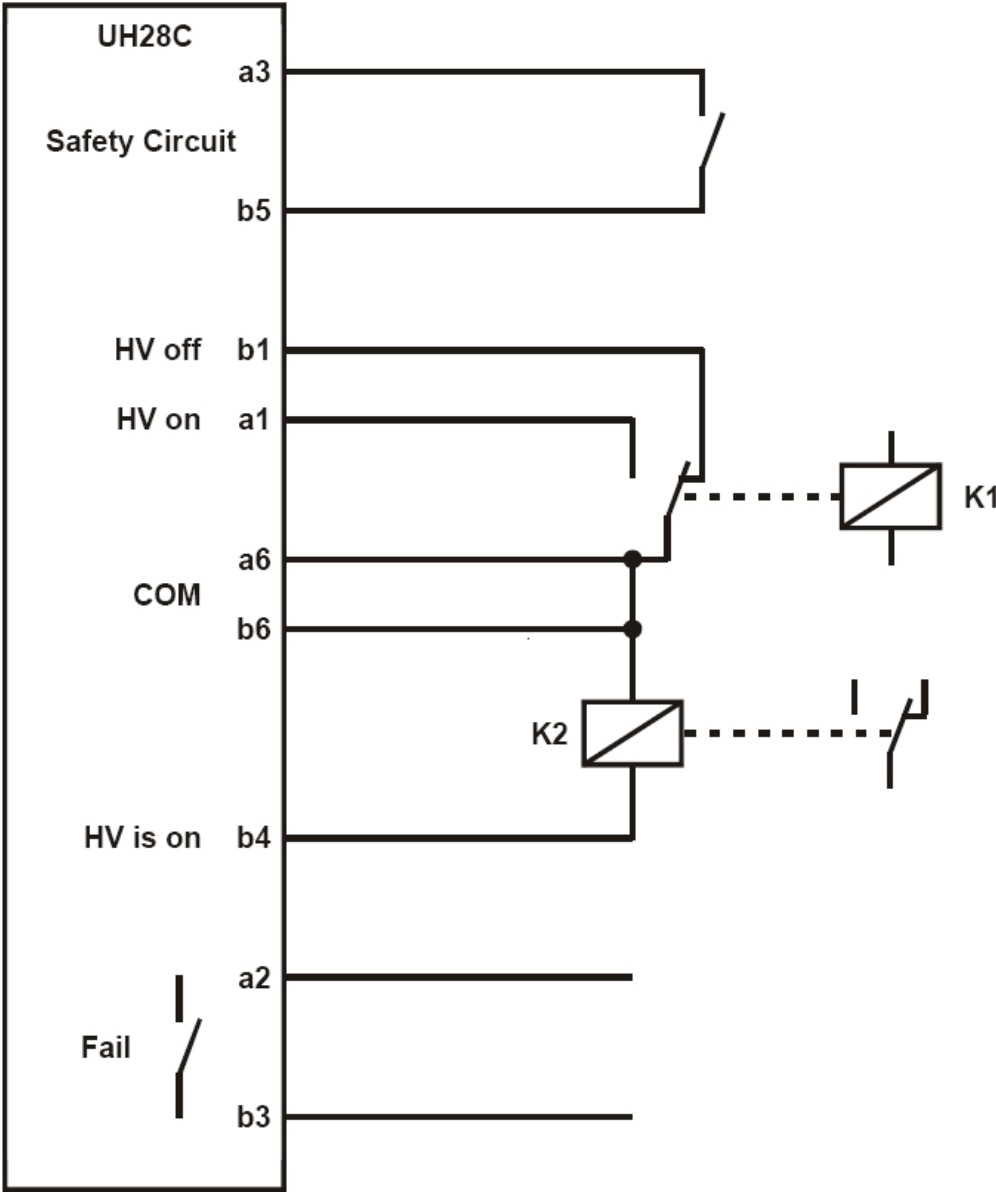 UH28C
a3
Safety Circuit
b5
HV off b1
HV on a1
K1
a6
COM
b6
K2
HV is on b4
a2
Fail
b3